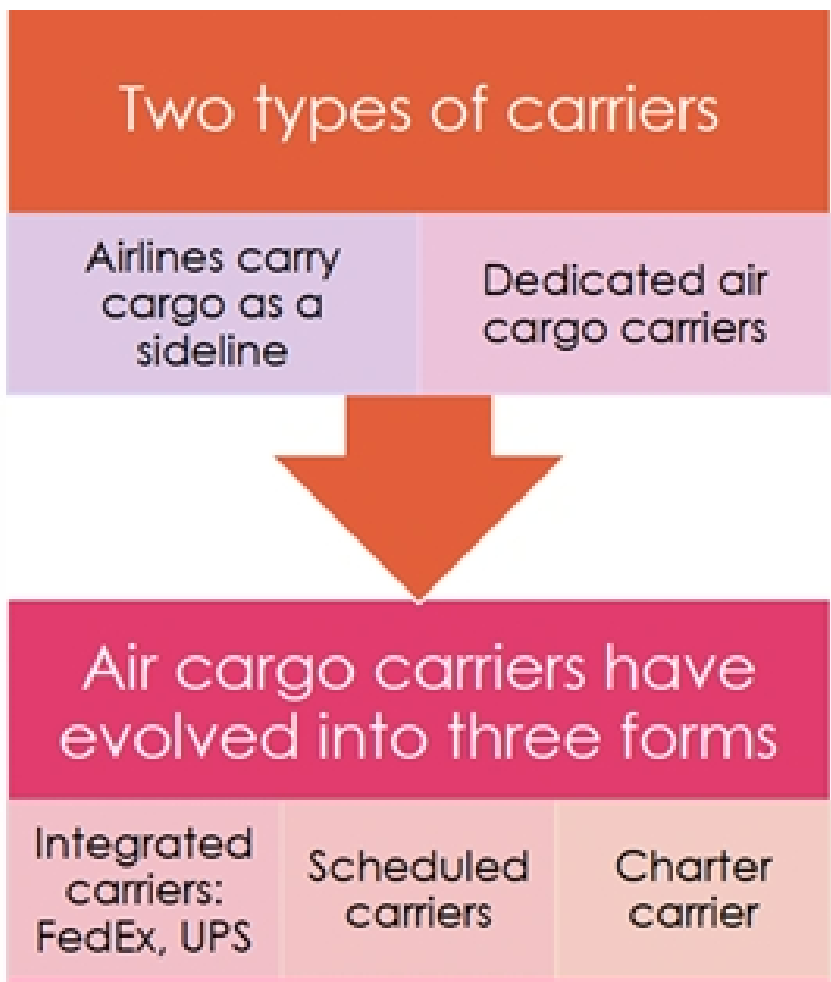 Two types of carriers
Airlines carry
cargo as a
sideline
Dedicated air
cargo carriers
Air cargo carriers have
evolved into three forms
Integrated
carriers:
FedEx, UPS
Scheduled
carriers
Charter
carrier